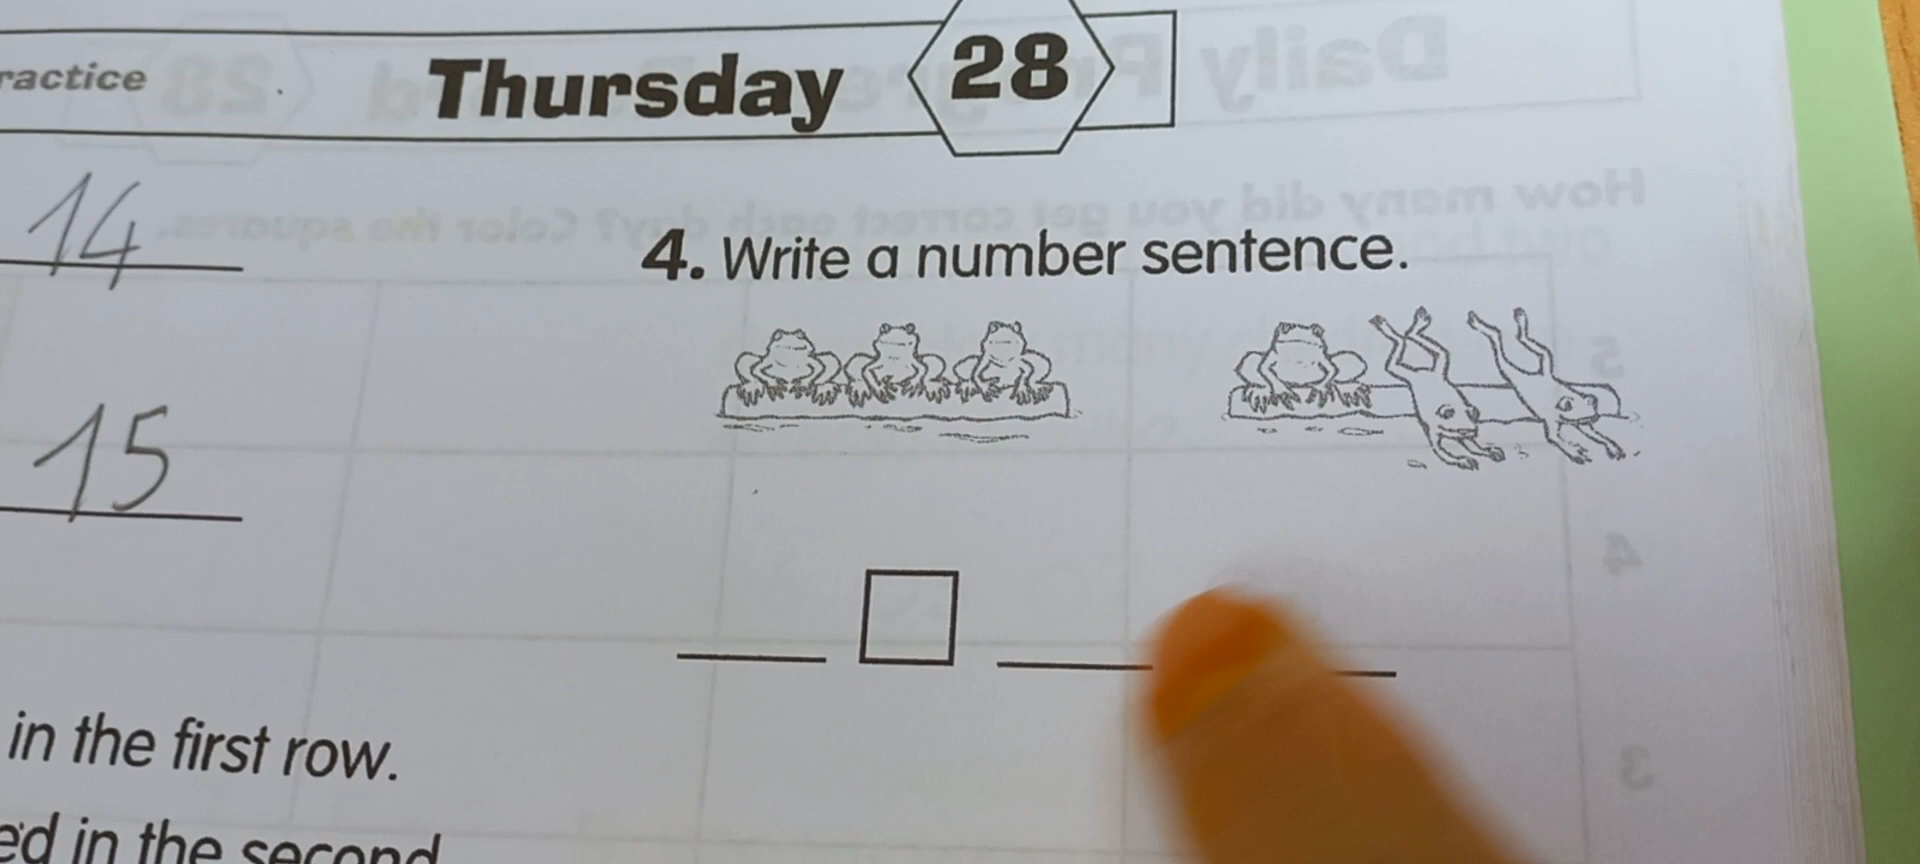 ractice Thursday 28
14
4. Write a number sentence.
15
in the first row.
ed in the second